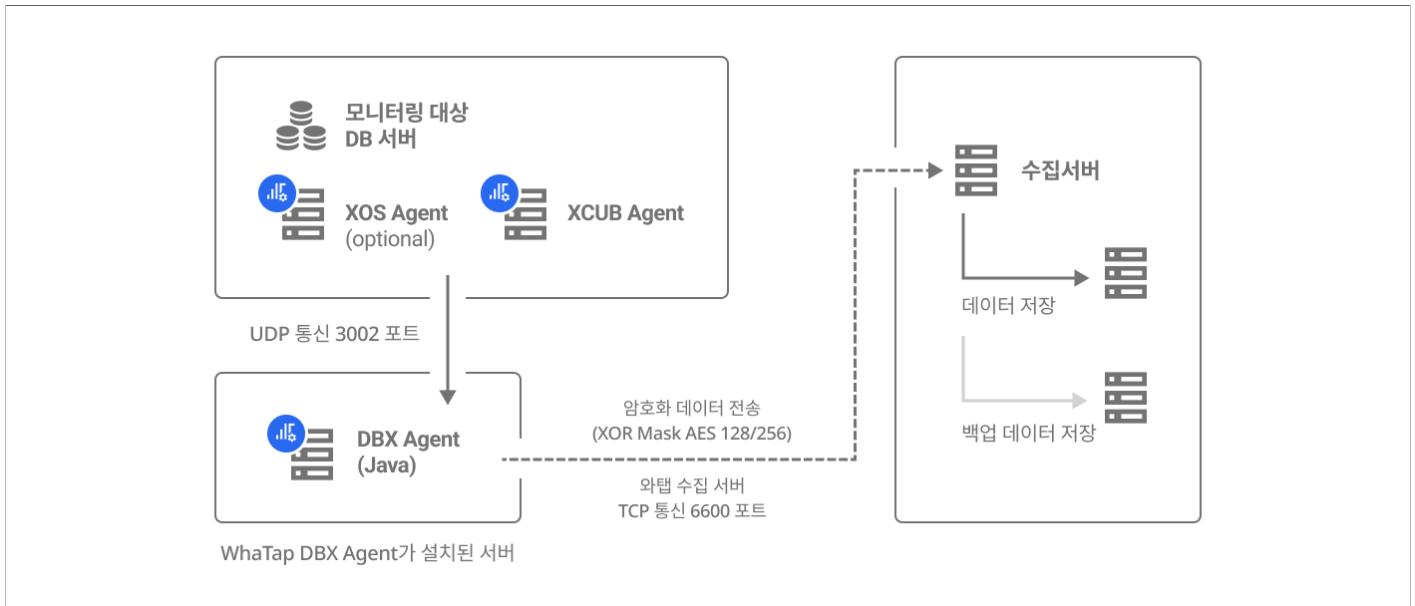 모니터링 대상
DB 서버
XOS Agent
(optional)
XCUB Agent
UDP 통신 3002 포트
DBX Agent
(Java)
WhaTap DBX Agent가 설치된 서버
암호화 데이터 전송
(XOR Mask AES 128/256)
와탭 수집 서버
TCP 통신 6600 포트
수집서버
데이터 저장
백업 데이터 저장